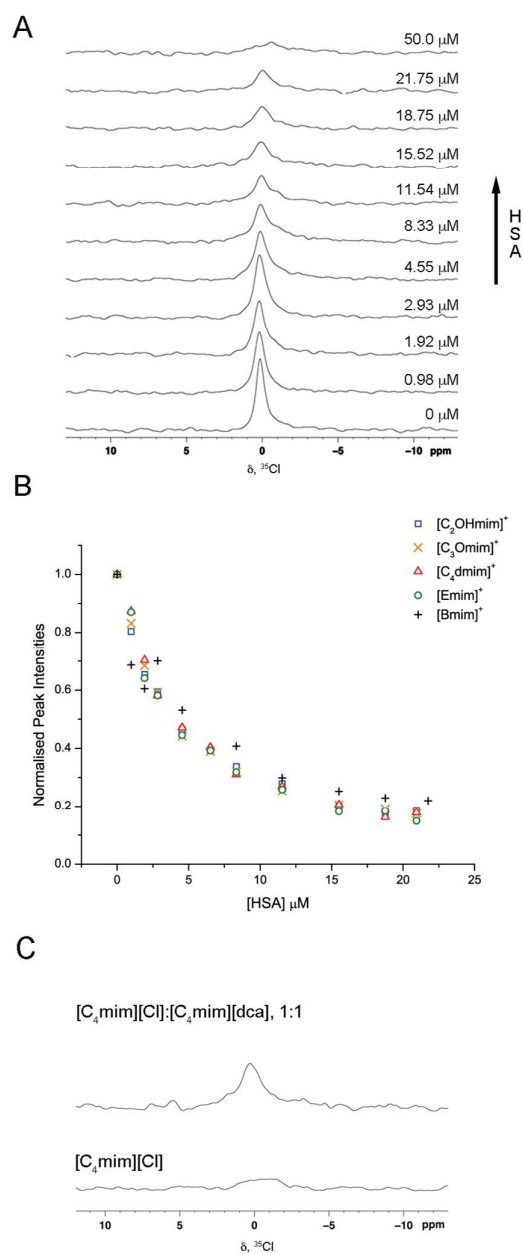 A
50.0 μM
21.75 μM
18.75 μM
15.52 μM
11.54 μM
8.33 μM
4.55 μM
2.93 μM
1.92 μM
0.98 μM
0 μM
HSA
10 5 0 −5 −10 ppm
δ, ³⁵Cl
B
[C₂OHmim]⁺
[C₃Omim]⁺
[C₄dmim]⁺
[Emim]⁺
[Bmim]⁺
1.0
0.8
0.6
0.4
0.2
0.0
Normalised Peak Intensities
0 5 10 15 20 25
[HSA] μM
C
[C₄mim][Cl]:[C₄mim][dca], 1:1
[C₄mim][Cl]
10 5 0 −5 −10 ppm
δ, ³⁵Cl